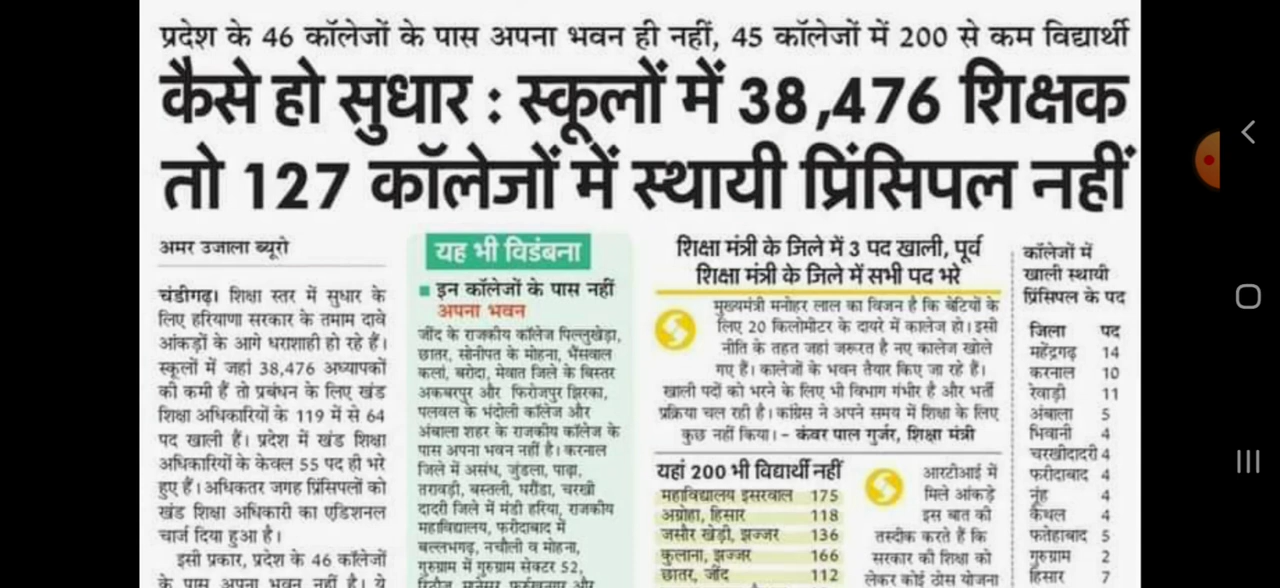 प्रदेश के 46 कॉलेजों के पास अपना भवन ही नहीं, 45 कॉलेजों में 200 से कम विद्यार्थी
कैसे हो सुधार : स्कूलों में 38,476 शिक्षक
तो 127 कॉलेजों में स्थायी प्रिंसिपल नहीं
अमर उजाला ब्यूरो
चंडीगढ़। शिक्षा स्तर में सुधार के
लिए हरियाणा सरकार के तमाम दावे
आंकड़ों के आगे धराशाही हो रहे हैं।
स्कूलों में जहां 38,476 अध्यापकों
की कमी हैं तो प्रबंधन के लिए खंड
शिक्षा अधिकारियों के 119 में से 64
पद खाली हैं। प्रदेश में खंड शिक्षा
अधिकारियों के केवल 55 पद ही भरे
हुए हैं। अधिकतर जगह प्रिंसिपलों को
खंड शिक्षा अधिकारी का एडिशनल
चार्ज दिया हुआ है।
इसी प्रकार, प्रदेश के 46 कॉलेजों
के पास अपना भवन नहीं है। ये
यह भी विडंबना
इन कॉलेजों के पास नहीं
अपना भवन
जींद के राजकीय कॉलेज पिल्लुखेड़ा,
छातर, सोनीपत के मोहना, भैंसवाल
कलां, बरोदा, मेवात जिले के बिस्तर
अकबरपुर और फिरोजपुर झिरका,
पलवल के भंदोली कॉलेज और
अंबाला शहर के राजकीय कॉलेज के
पास अपना भवन नहीं है। करनाल
जिले में असंध, जुंडला, पाढ़ा,
तरावड़ी, बस्तली, घरौंडा, चरखी
दादरी जिले में मंडी हरिया, राजकीय
महाविद्यालय, फरीदाबाद में
बल्लभगढ़, नचौली व मोहना,
गुरुग्राम में गुरुग्राम सेक्टर 52,
शिक्षा मंत्री के जिले में 3 पद खाली, पूर्व
शिक्षा मंत्री के जिले में सभी पद भरे
मुख्यमंत्री मनोहर लाल का विजन है कि बेटियों के
लिए 20 किलोमीटर के दायरे में कालेज हो। इसी
नीति के तहत जहां जरूरत है नए कालेज खोले
गए हैं। कालेजों के भवन तैयार किए जा रहे हैं।
खाली पदों को भरने के लिए भी विभाग गंभीर है और भर्ती
प्रक्रिया चल रही है। कांग्रेस ने अपने समय में शिक्षा के लिए
कुछ नहीं किया। - कंवर पाल गुर्जर, शिक्षा मंत्री
यहां 200 भी विद्यार्थी नहीं
महाविद्यालय इसरवाल 175
अग्रोहा, हिसार 118
जसौर खेड़ी, झज्जर 136
कुलाना, झज्जर 166
छातर, जींद 112
आरटीआई में
मिले आंकड़े
इस बात की
तस्दीक करते हैं कि
सरकार की शिक्षा को
लेकर कोई ठोस योजना
कॉलेजों में
खाली स्थायी
प्रिंसिपल के पद
जिला पद
महेंद्रगढ़ 14
करनाल 10
रेवाड़ी 11
अंबाला 5
भिवानी 4
चरखीदादरी 4
फरीदाबाद 4
नूंह 4
कैथल 4
फतेहाबाद 5
गुरुग्राम 2
हिसार 7